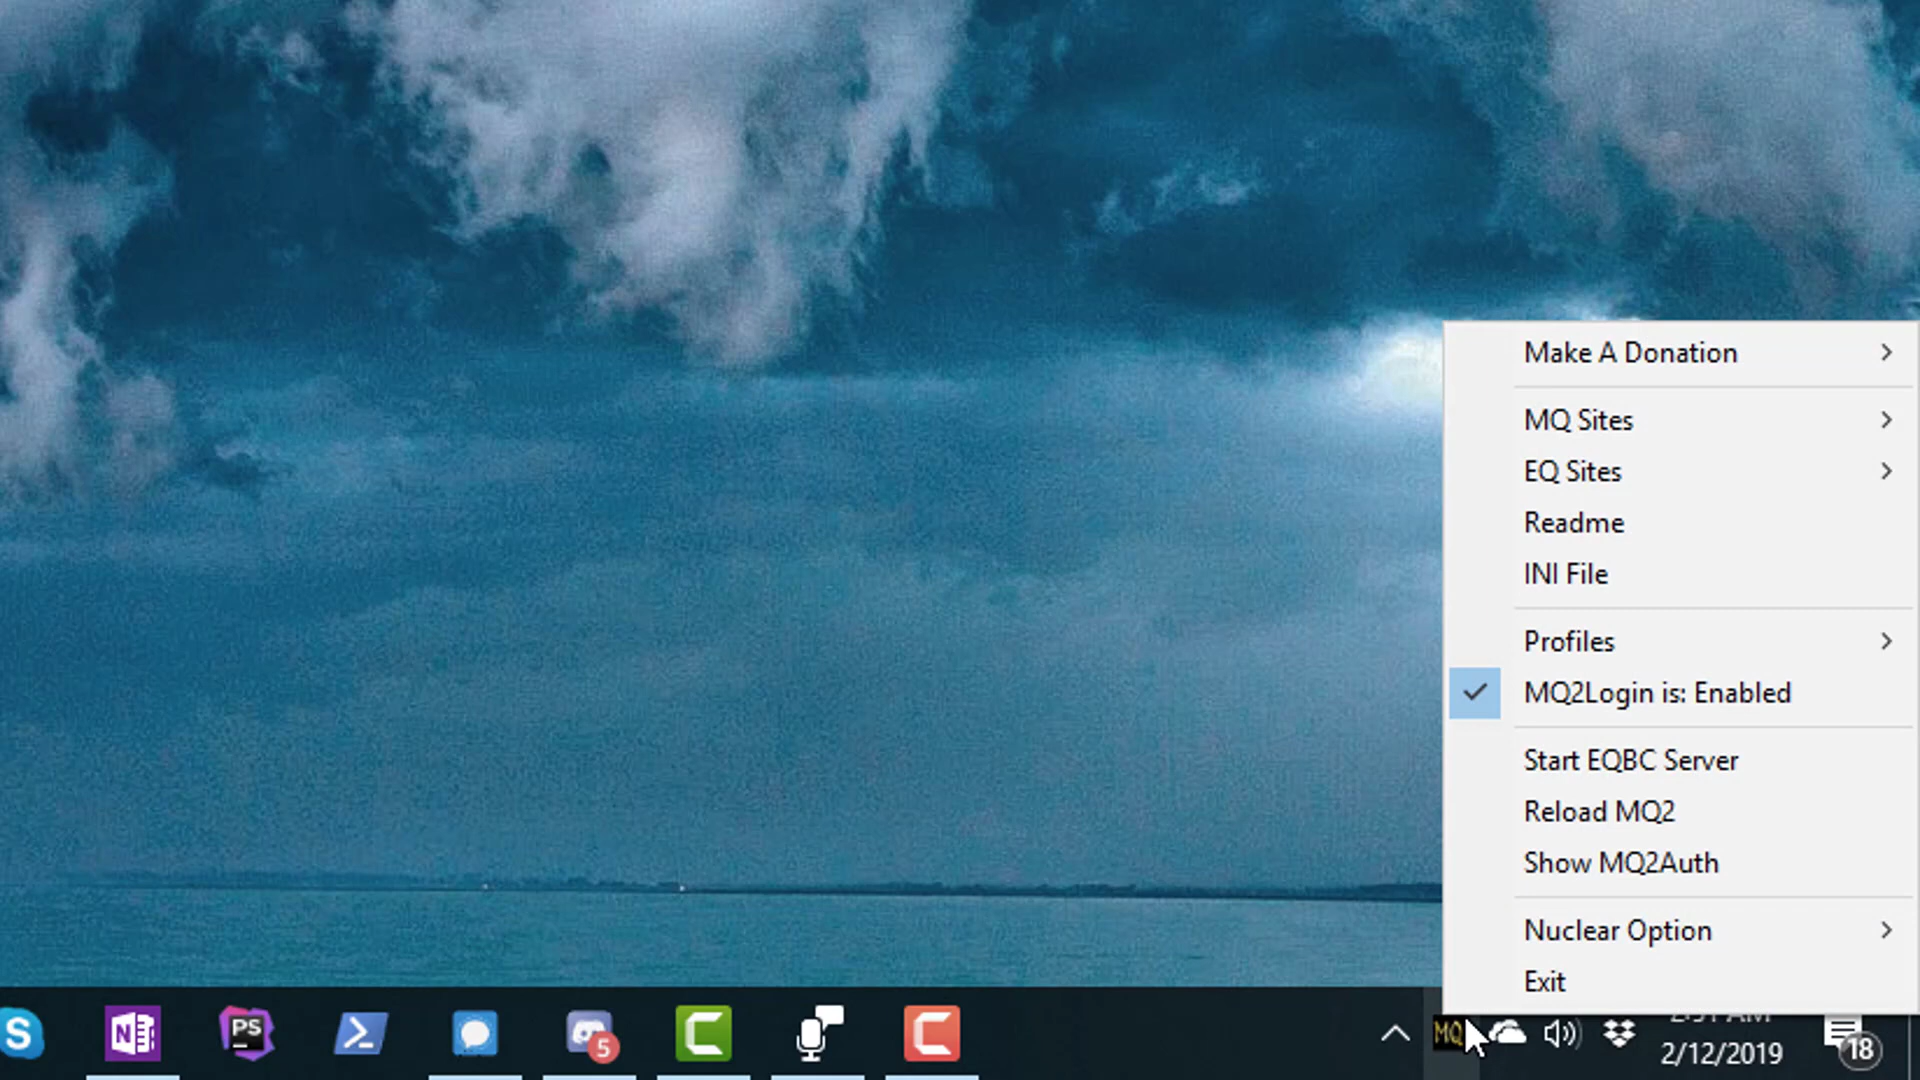 Make A Donation
MQ Sites
EQ Sites
Readme
INI File
Profiles
MQ2Login is: Enabled
Start EQBC Server
Reload MQ2
Show MQ2Auth
Nuclear Option
Exit
S
N
PS
5
C
C
MQ
2/12/2019
18